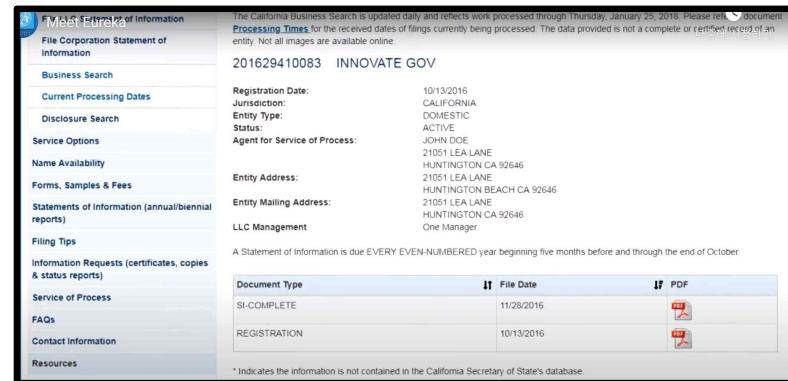 Meet Eureka
File LLC Statement of Information
File Corporation Statement of
Information
Business Search
Current Processing Dates
Disclosure Search
Service Options
Name Availability
Forms, Samples & Fees
Statements of Information (annual/biennial
reports)
Filing Tips
Information Requests (certificates, copies
& status reports)
Service of Process
FAQs
Contact Information
Resources
The California Business Search is updated daily and reflects work processed through Thursday, January 25, 2018. Please document
Processing Times for the received dates of filings currently being processed. The data provided is not a complete or certified record of an
entity. Not all images are available online.
201629410083 INNOVATE GOV
Registration Date: 10/13/2016
Jurisdiction: CALIFORNIA
Entity Type: DOMESTIC
Status: ACTIVE
Agent for Service of Process: JOHN DOE
21051 LEA LANE
HUNTINGTON CA 92646
Entity Address: 21051 LEA LANE
HUNTINGTON BEACH CA 92646
Entity Mailing Address: 21051 LEA LANE
HUNTINGTON CA 92646
LLC Management One Manager
A Statement of Information is due EVERY EVEN-NUMBERED year beginning five months before and through the end of October.
Document Type File Date PDF
SI-COMPLETE 11/28/2016 PDF
REGISTRATION 10/13/2016 PDF
* Indicates the information is not contained in the California Secretary of State's database.